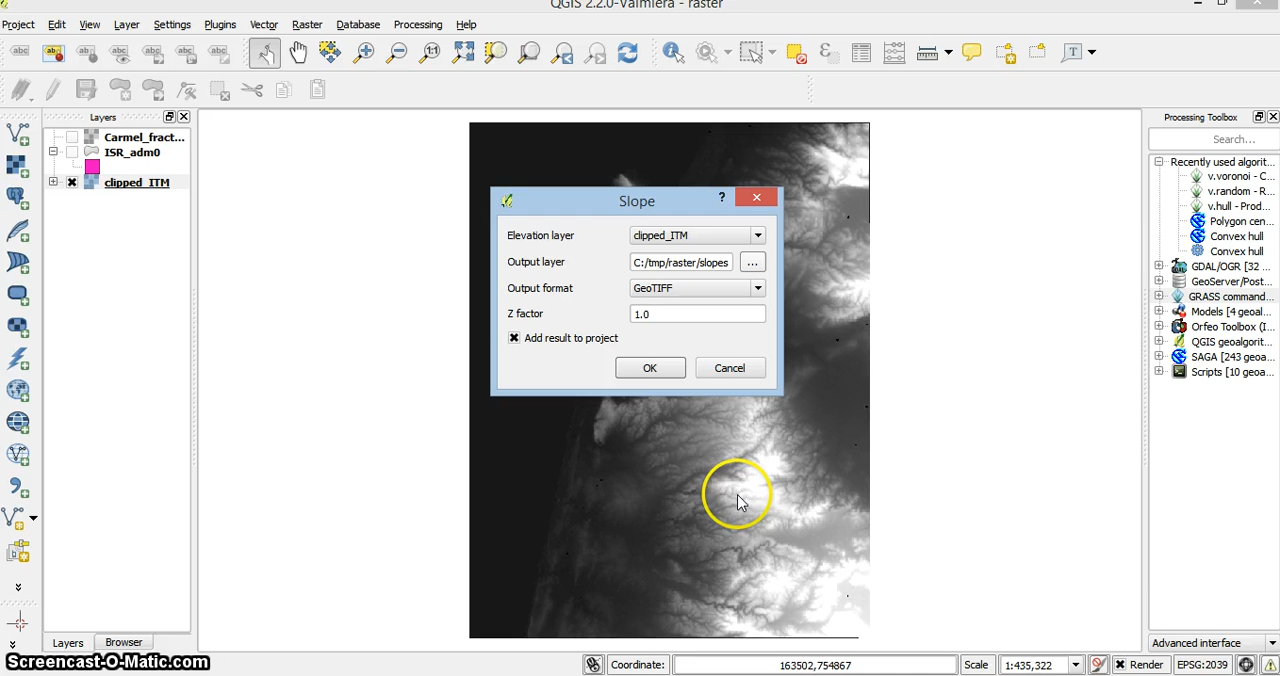 QGIS 2.2.0-Valmiera - raster
Project Edit View Layer Settings Plugins Vector Raster Database Processing Help
Layers
Carmel_fract...
ISR_adm0
clipped_ITM
Slope
?
Elevation layer clipped_ITM
Output layer C:/tmp/raster/slopes ...
Output format GeoTIFF
Z factor 1.0
Add result to project
OK Cancel
Processing Toolbox
Search...
Recently used algorit...
v.voronoi - C...
v.random - R...
v.hull - Prod...
Polygon cen...
Convex hull
Convex hull
GDAL/OGR [32 ...
GeoServer/Post...
GRASS command...
Models [4 geoal...
Orfeo Toolbox (I...
QGIS geoalgorit...
SAGA [243 geoa...
Scripts [10 geoa...
Advanced interface
Layers Browser
Screencast-O-Matic.com
Coordinate: 163502,754867 Scale 1:435,322 Render EPSG:2039